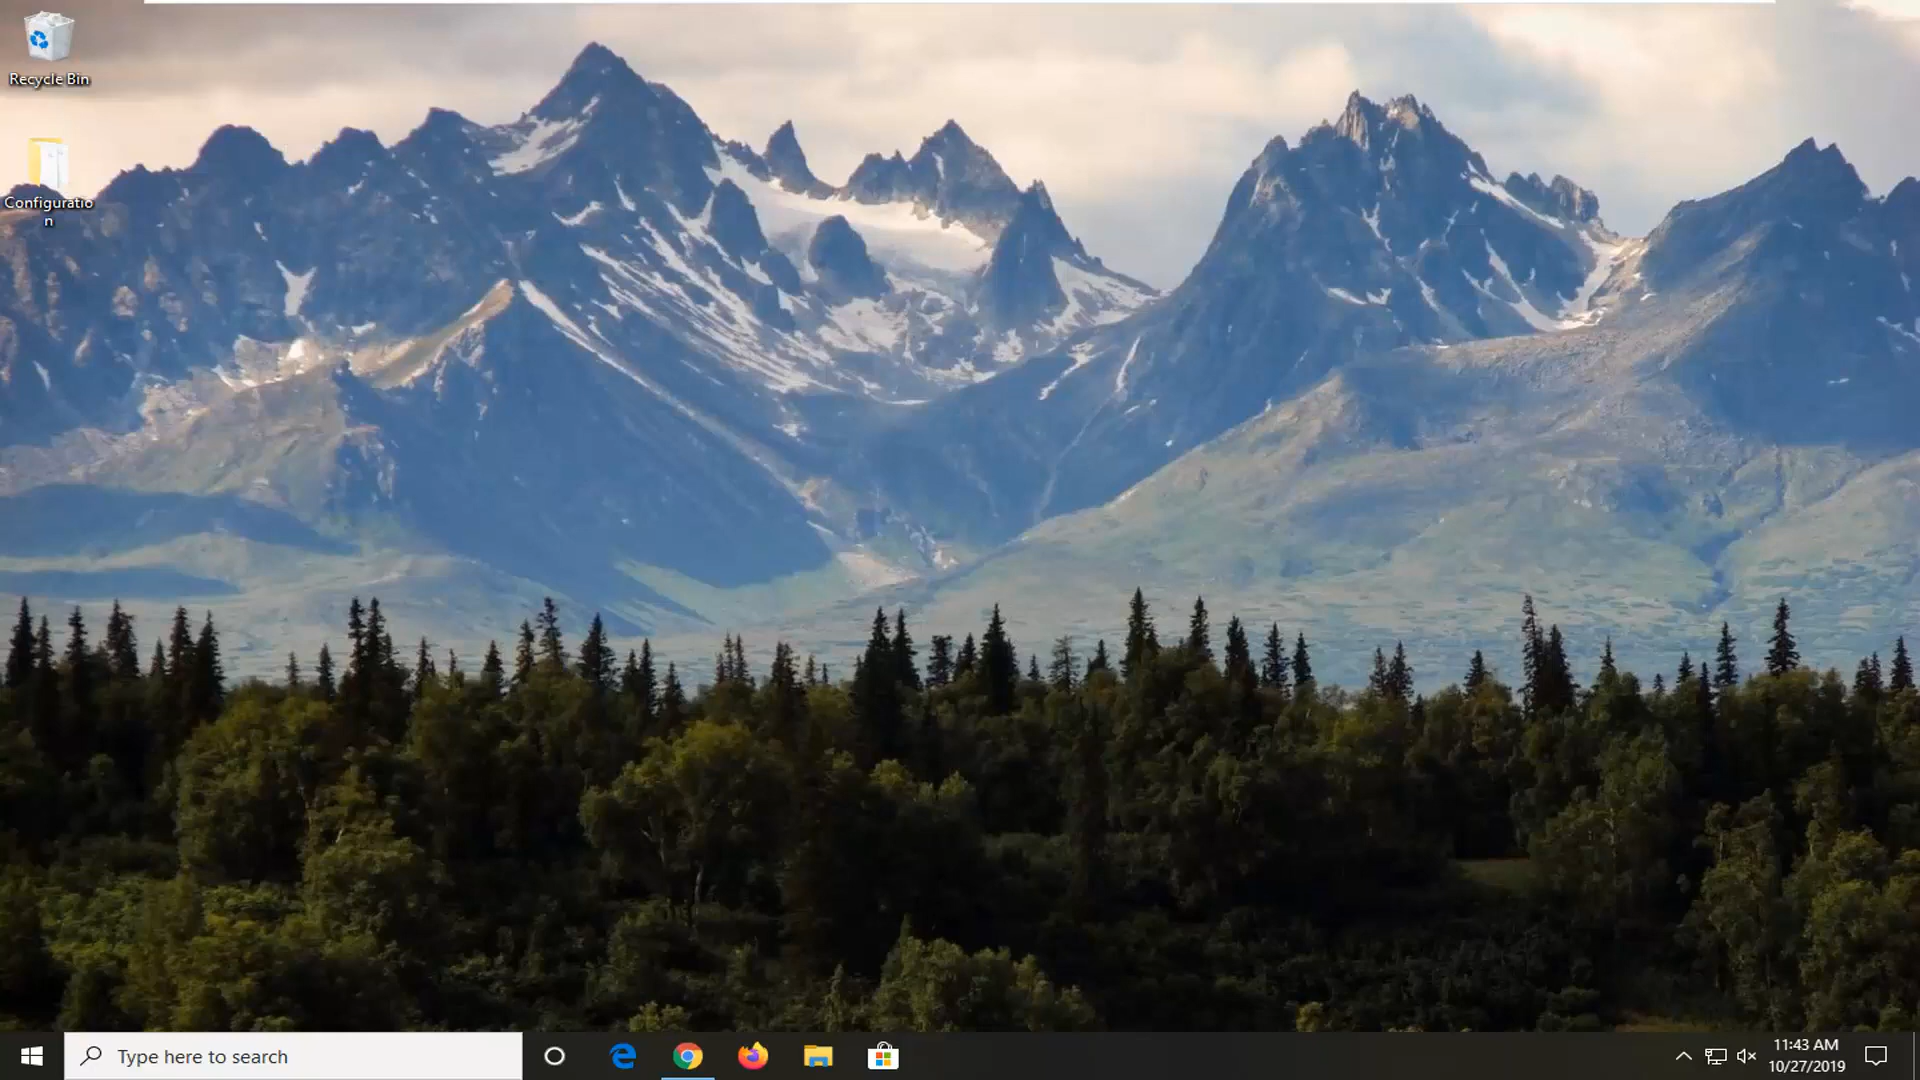 Recycle Bin
Configuratio
n
Type here to search
11:43 AM
10/27/2019